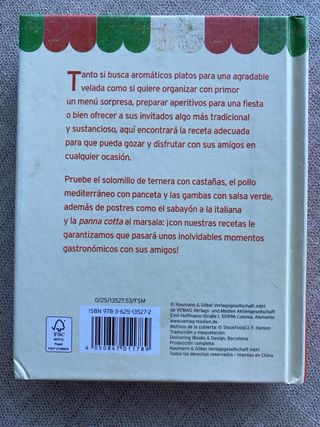 Tanto si busca aromáticos platos para una agradable
velada como si quiere organizar con primor
un menú sorpresa, preparar aperitivos para una fiesta
o bien ofrecer a sus invitados algo más tradicional
y sustancioso, aquí encontrará la receta adecuada
para que pueda gozar y disfrutar con sus amigos en
cualquier ocasión.
Pruebe el solomillo de ternera con castañas, el pollo
mediterráneo con panceta y las gambas con salsa verde,
además de postres como el sabayón a la italiana
y la panna cotta al marsala: ¡con nuestras recetas le
garantizamos que pasará unos inolvidables momentos
gastronómicos con sus amigos!
0/25/13527.53/FSM
ISBN 978-3-625-13527-2
4 050847 011789
FSC
MIXTO
Papel
© Naumann & Göbel Verlagsgesellschaft mbH
de VEMAG Verlags- und Medien Aktiengesellschaft
Emil-Hoffmann-Straße 1, 50996 Colonia, Alemania
www.vemag-medien.de
Motivos de la cubierta: © StockFood/J.-F. Hamon
Traducción y maquetación:
Delivering iBooks & Design, Barcelona
Producción completa:
Naumann & Göbel Verlagsgesellschaft mbH
Todos los derechos reservados - Impreso en China